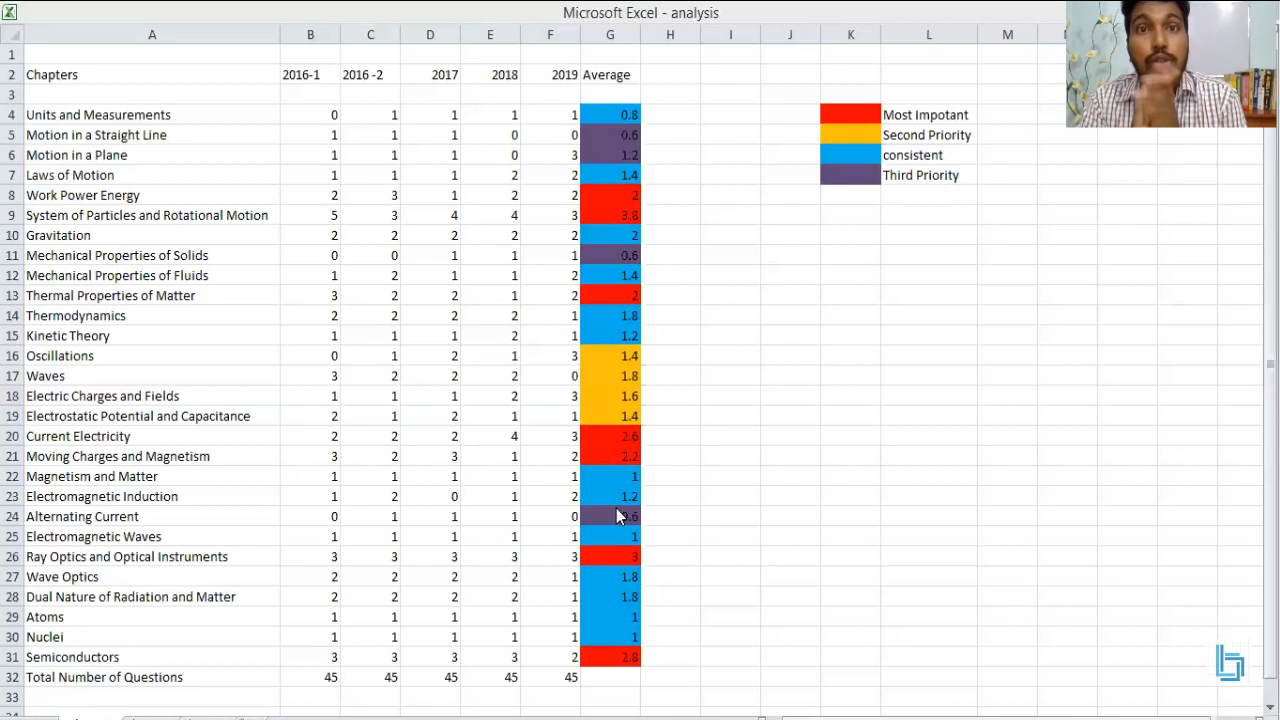 Microsoft Excel - analysis
A B C D E F G H I J K L M
1
2 Chapters 2016-1 2016 -2 2017 2018 2019 Average
3
4 Units and Measurements 0 1 1 1 1 0.8 Most Impotant
5 Motion in a Straight Line 1 1 1 0 0 0.6 Second Priority
6 Motion in a Plane 1 1 1 0 3 1.2 consistent
7 Laws of Motion 1 1 1 2 2 1.4 Third Priority
8 Work Power Energy 2 3 1 2 2 2
9 System of Particles and Rotational Motion 5 3 4 4 3 3.8
10 Gravitation 2 2 2 2 2 2
11 Mechanical Properties of Solids 0 0 1 1 1 0.6
12 Mechanical Properties of Fluids 1 2 1 1 2 1.4
13 Thermal Properties of Matter 3 2 2 1 2 2
14 Thermodynamics 2 2 2 2 1 1.8
15 Kinetic Theory 1 1 1 2 1 1.2
16 Oscillations 0 1 2 1 3 1.4
17 Waves 3 2 2 2 0 1.8
18 Electric Charges and Fields 1 1 1 2 3 1.6
19 Electrostatic Potential and Capacitance 2 1 2 1 1 1.4
20 Current Electricity 2 2 2 4 3 2.6
21 Moving Charges and Magnetism 3 2 3 1 2 2.2
22 Magnetism and Matter 1 1 1 1 1 1
23 Electromagnetic Induction 1 2 0 1 2 1.2
24 Alternating Current 0 1 1 1 0 .6
25 Electromagnetic Waves 1 1 1 1 1 1
26 Ray Optics and Optical Instruments 3 3 3 3 3 3
27 Wave Optics 2 2 2 2 1 1.8
28 Dual Nature of Radiation and Matter 2 2 2 2 1 1.8
29 Atoms 1 1 1 1 1 1
30 Nuclei 1 1 1 1 1 1
31 Semiconductors 3 3 3 3 2 2.8
32 Total Number of Questions 45 45 45 45 45
33